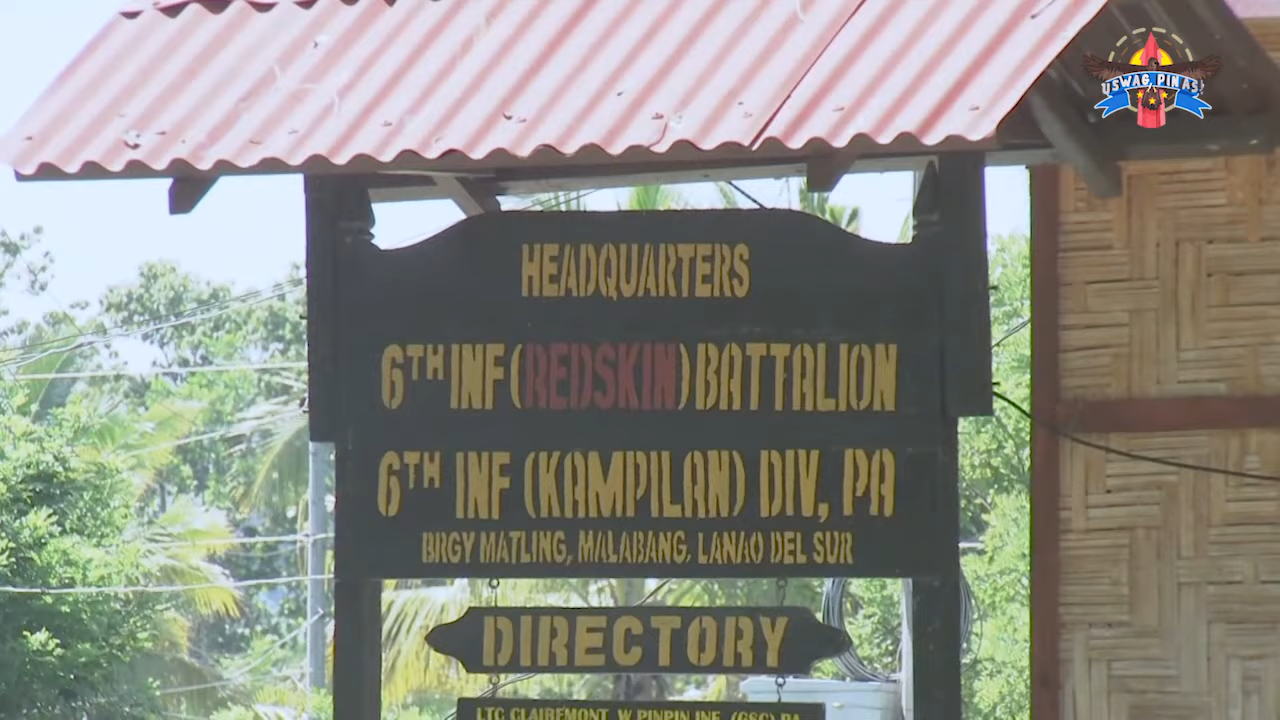 USWAG PINAS
HEADQUARTERS
6TH INF (REDSKIN) BATTALION
6TH INF (KAMPILAN) DIV, PA
BRGY MATLING, MALABANG, LANAO DEL SUR
DIRECTORY
LTC CLAIREMONT W PINPIN INF (GSC) PA